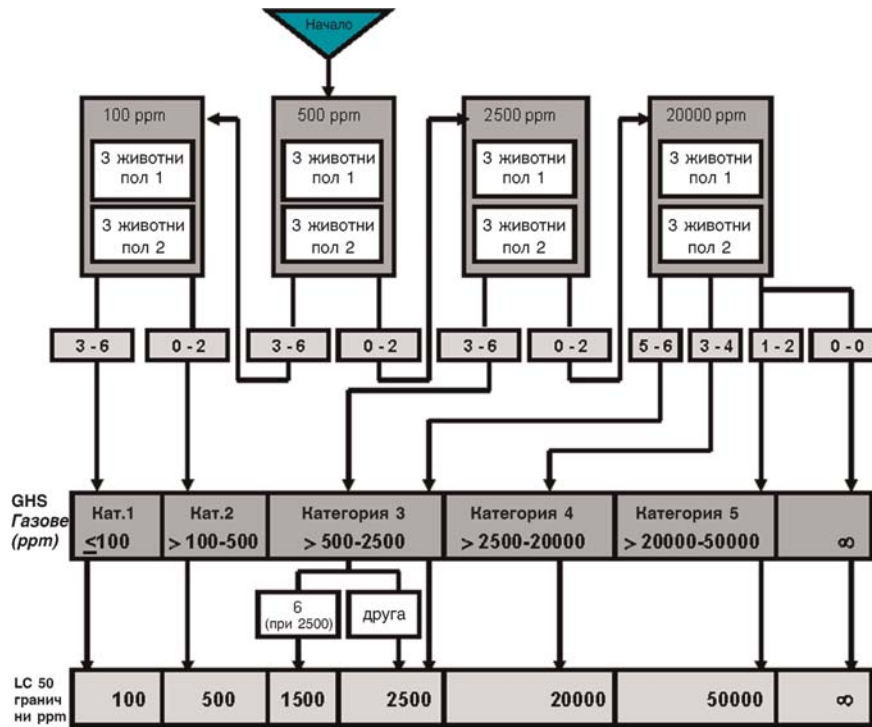 Начало
100 ppm
500 ppm
2500 ppm
20000 ppm
3 животни
пол 1
3 животни
пол 1
3 животни
пол 1
3 животни
пол 1
3 животни
пол 2
3 животни
пол 2
3 животни
пол 2
3 животни
пол 2
3 - 6
0 - 2
3 - 6
0 - 2
3 - 6
0 - 2
5 - 6
3 - 4
1 - 2
0 - 0
GHS
Газове
(ppm)
Кат.1
≤100
Кат.2
> 100-500
Категория 3
> 500-2500
Категория 4
> 2500-20000
Категория 5
> 20000-50000
∞
6
(при 2500)
друга
LC 50
гранич
ни ppm
100
500
1500
2500
20000
50000
∞